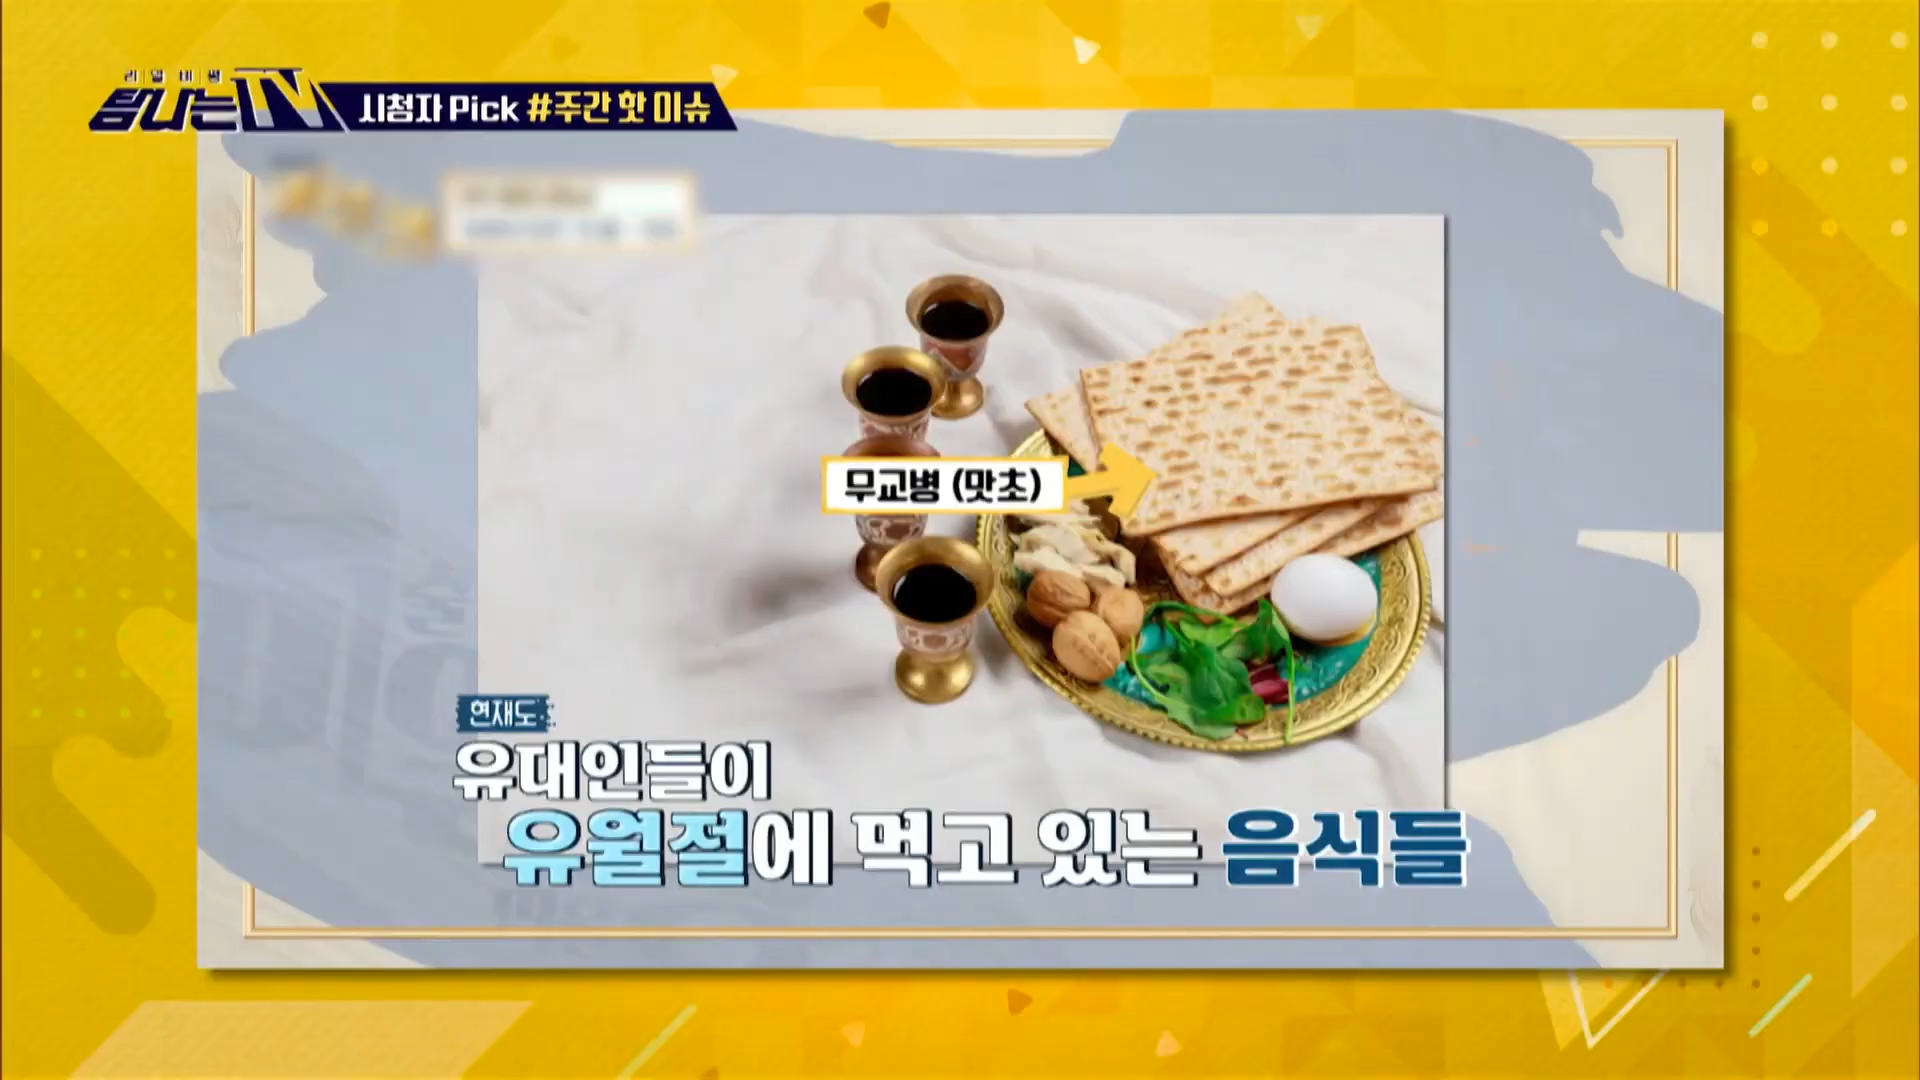 리얼비평
탐나는TV
시청자 Pick #주간 핫 이슈
무교병 (맛초)
현재도
유대인들이
유월절에 먹고 있는 음식들